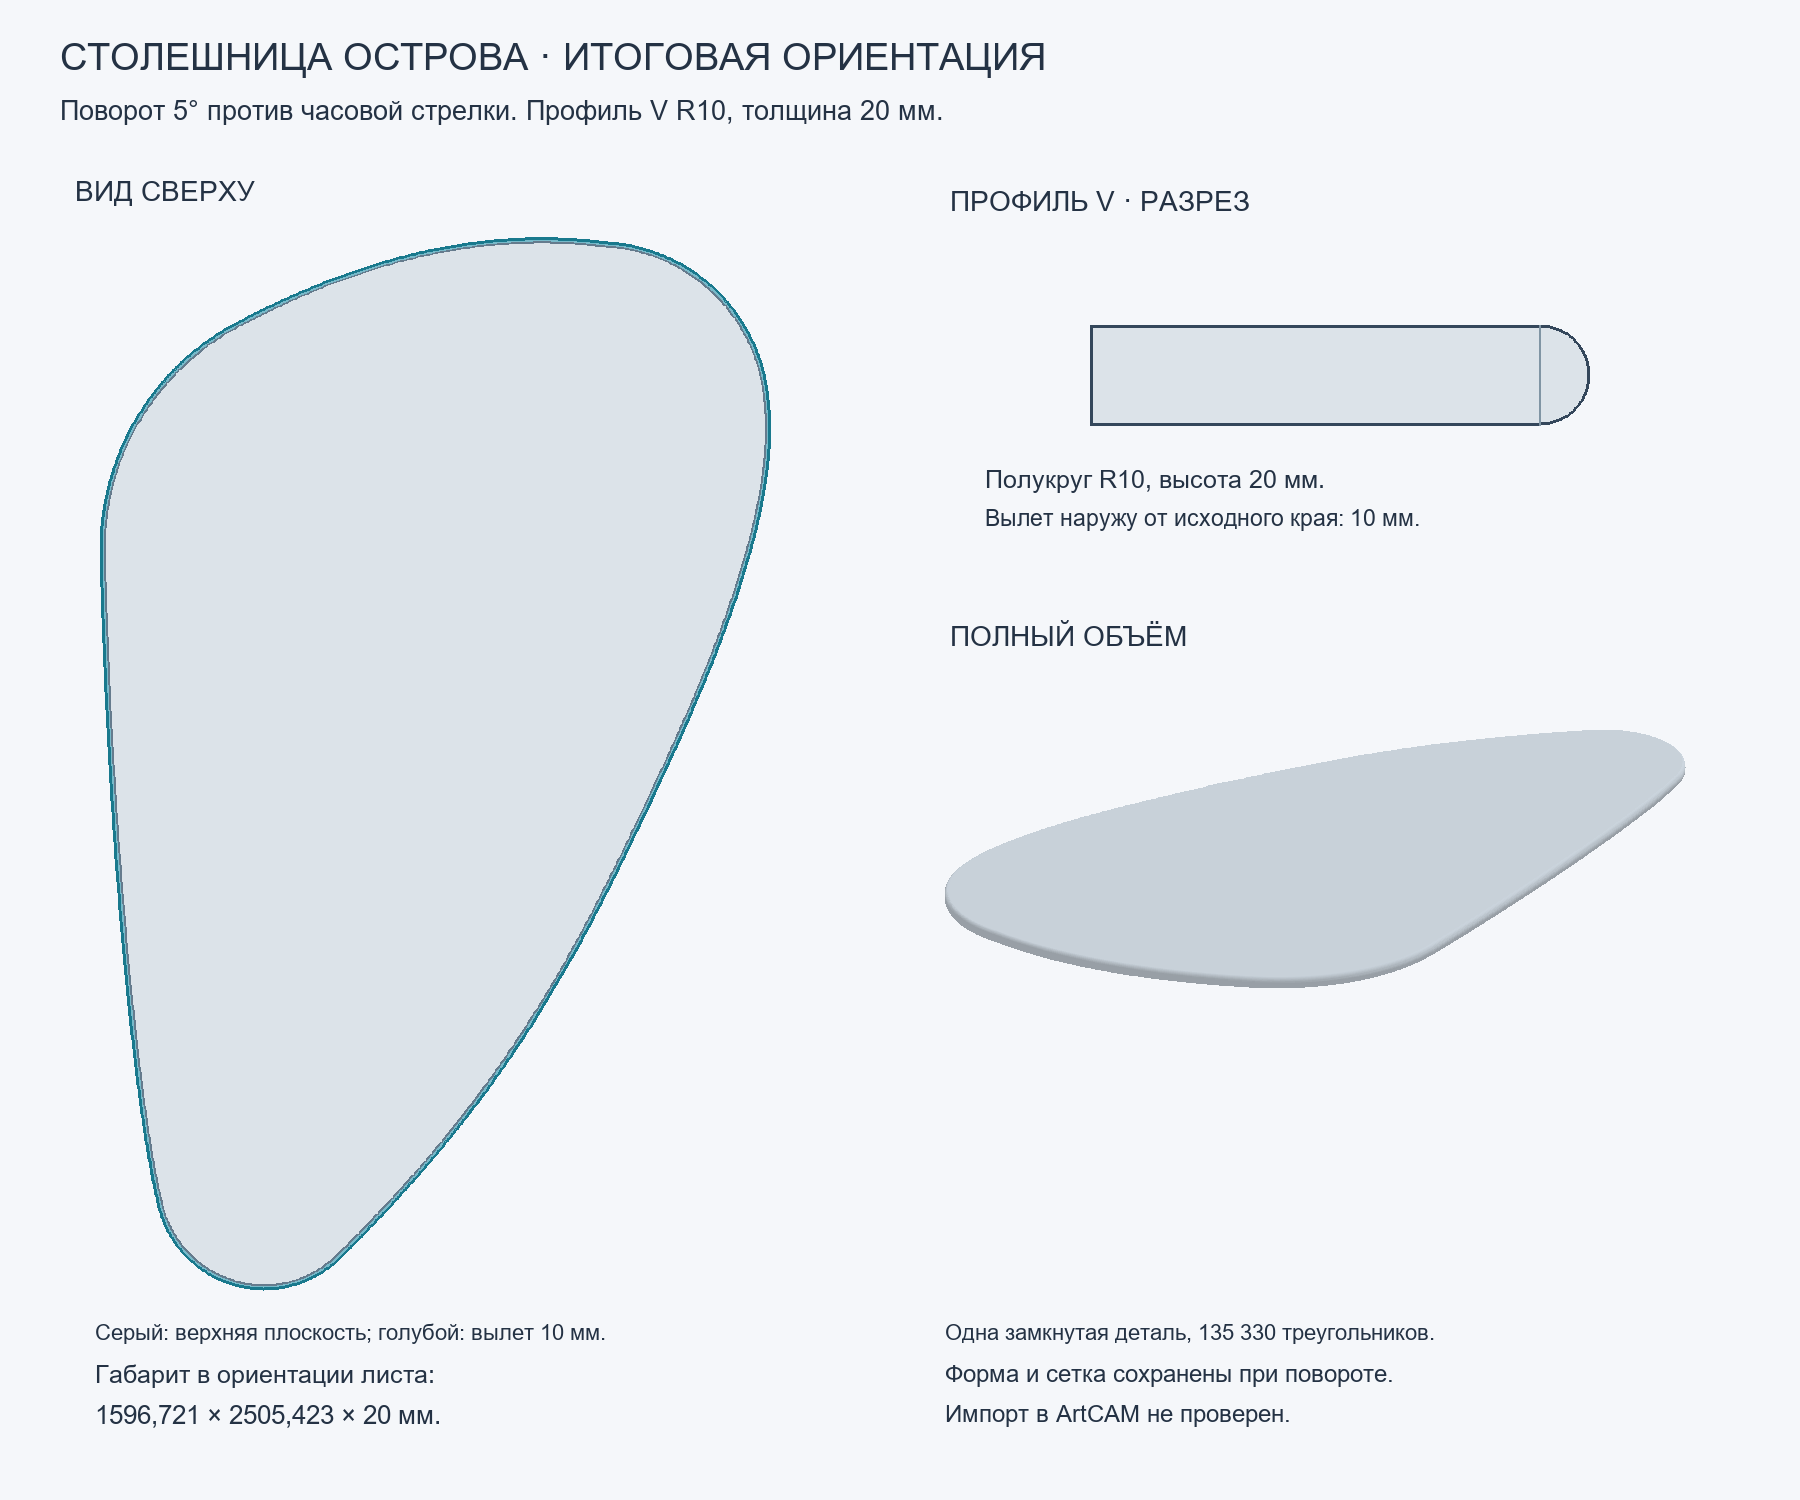 СТОЛЕШНИЦА ОСТРОВА · ИТОГОВАЯ ОРИЕНТАЦИЯ
Поворот 5° против часовой стрелки. Профиль V R10, толщина 20 мм.
ВИД СВЕРХУ
ПРОФИЛЬ V · РАЗРЕЗ
Полукруг R10, высота 20 мм.
Вылет наружу от исходного края: 10 мм.
ПОЛНЫЙ ОБЪЁМ
Серый: верхняя плоскость; голубой: вылет 10 мм.
Габарит в ориентации листа:
1596,721 × 2505,423 × 20 мм.
Одна замкнутая деталь, 135 330 треугольников.
Форма и сетка сохранены при повороте.
Импорт в ArtCAM не проверен.